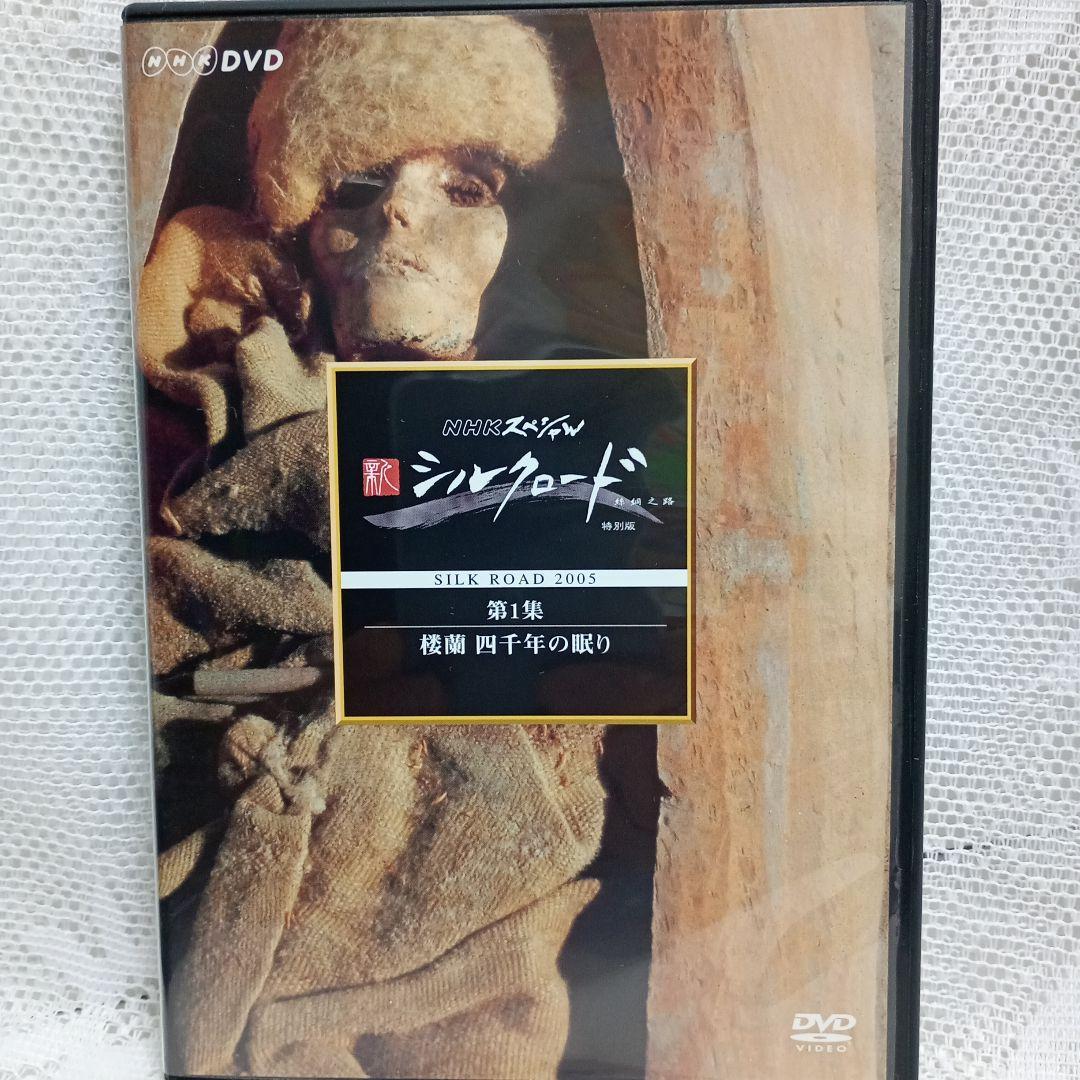 NHK DVD
NHKスペシャル
新 シルクロード
絲綢之路
特別版
SILK ROAD 2005
第1集
楼蘭 四千年の眠り
DVD
VIDEO